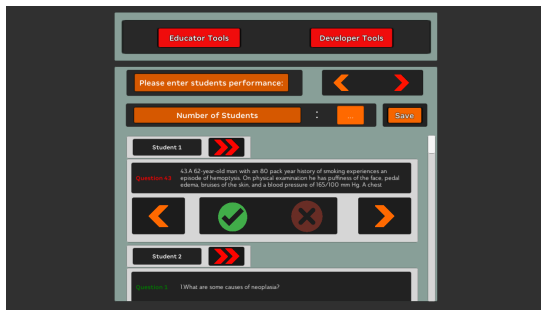 Educator Tools
Developer Tools
Please enter students performance:
Number of Students : ...
Save
Student 1
Question 43
43.A 62-year-old man with an 80 pack year history of smoking experiences an
episode of hemoptysis. On physical examination he has puffiness of the face, pedal
edema, bruises of the skin, and a blood pressure of 165/100 mm Hg. A chest
Student 2
Question 1
1.What are some causes of neoplasia?